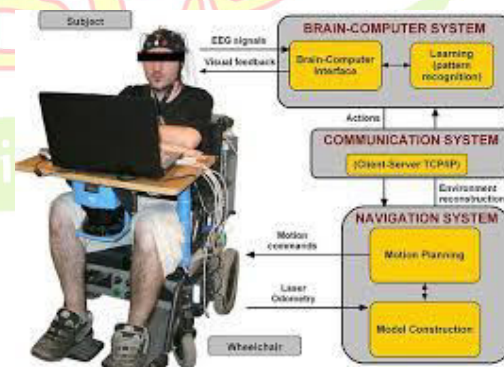 Subject
EEG signals
Visual feedback
BRAIN-COMPUTER SYSTEM
Brain-Computer
Interface
Learning
(pattern
recognition)
Actions
COMMUNICATION SYSTEM
(Client-Server TCP/IP)
Environment
reconstruction
NAVIGATION SYSTEM
Motion
commands
Motion Planning
Laser
Odometry
Model Construction
Wheelchair